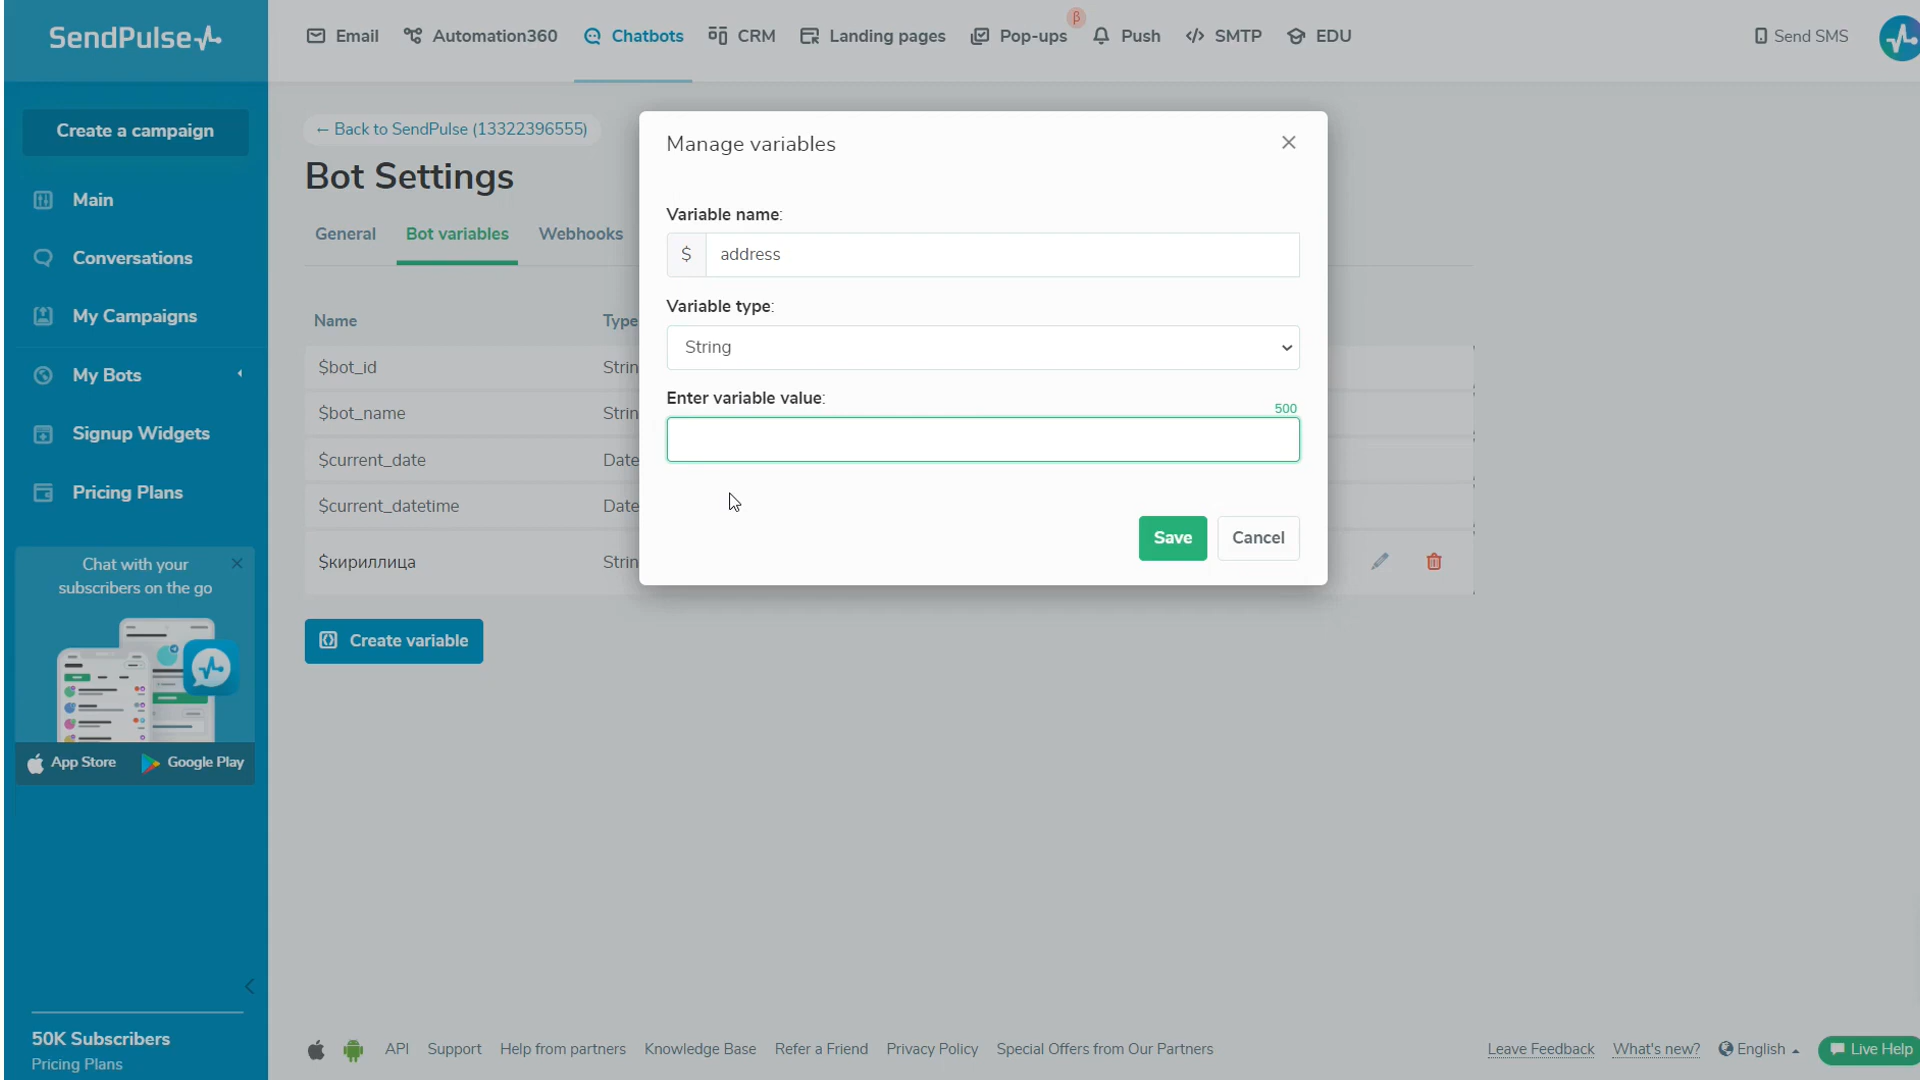 SendPulse
Email
Automation360
Chatbots
CRM
Landing pages
Pop-ups
β
Push
SMTP
EDU
Send SMS
Create a campaign
Main
Conversations
My Campaigns
My Bots
Signup Widgets
Pricing Plans
Chat with your
subscribers on the go
App Store
Google Play
50K Subscribers
Pricing Plans
← Back to SendPulse (13322396555)
Bot Settings
General
Bot variables
Webhooks
Name
Type
$bot_id
Strin
$bot_name
Strin
$current_date
Date
$current_datetime
Date
$кириллица
Strin
Create variable
Manage variables
Variable name:
$ address
Variable type:
String
Enter variable value:
500
Save
Cancel
API
Support
Help from partners
Knowledge Base
Refer a Friend
Privacy Policy
Special Offers from Our Partners
Leave Feedback
What's new?
English
Live Help